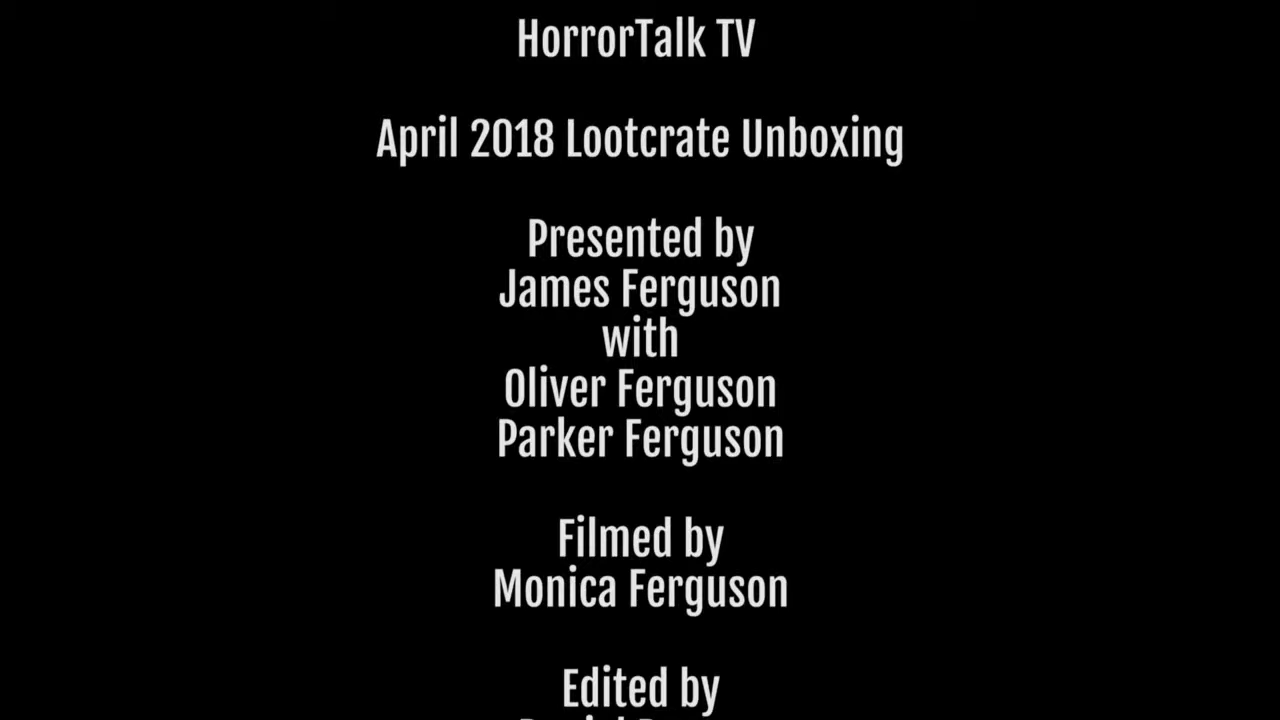 HorrorTalk TV
April 2018 Lootcrate Unboxing
Presented by
James Ferguson
with
Oliver Ferguson
Parker Ferguson
Filmed by
Monica Ferguson
Edited by